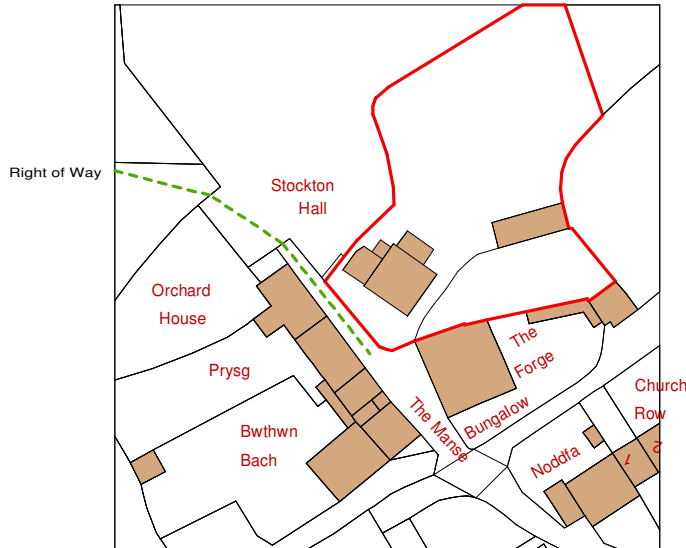 Right of Way
Stockton
Hall
Orchard
House
Prysg
Bwthwn
Bach
The Manse
The
Forge
Bungalow
Church
Row
Noddfa
1
2